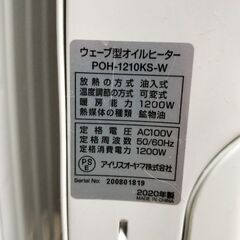 ウェーブ型オイルヒーター
POH-1210KS-W
放熱の方式 油入式
温度調節の方式 可変式
暖房能力 1200W
熱媒体の種類 鉱物油
定格電圧 AC100V
定格周波数 50/60Hz
定格消費電力 1200W
PS
E
アイリスオーヤマ株式会社
Serial No: 200801819
2020年製
MADE IN CHINA